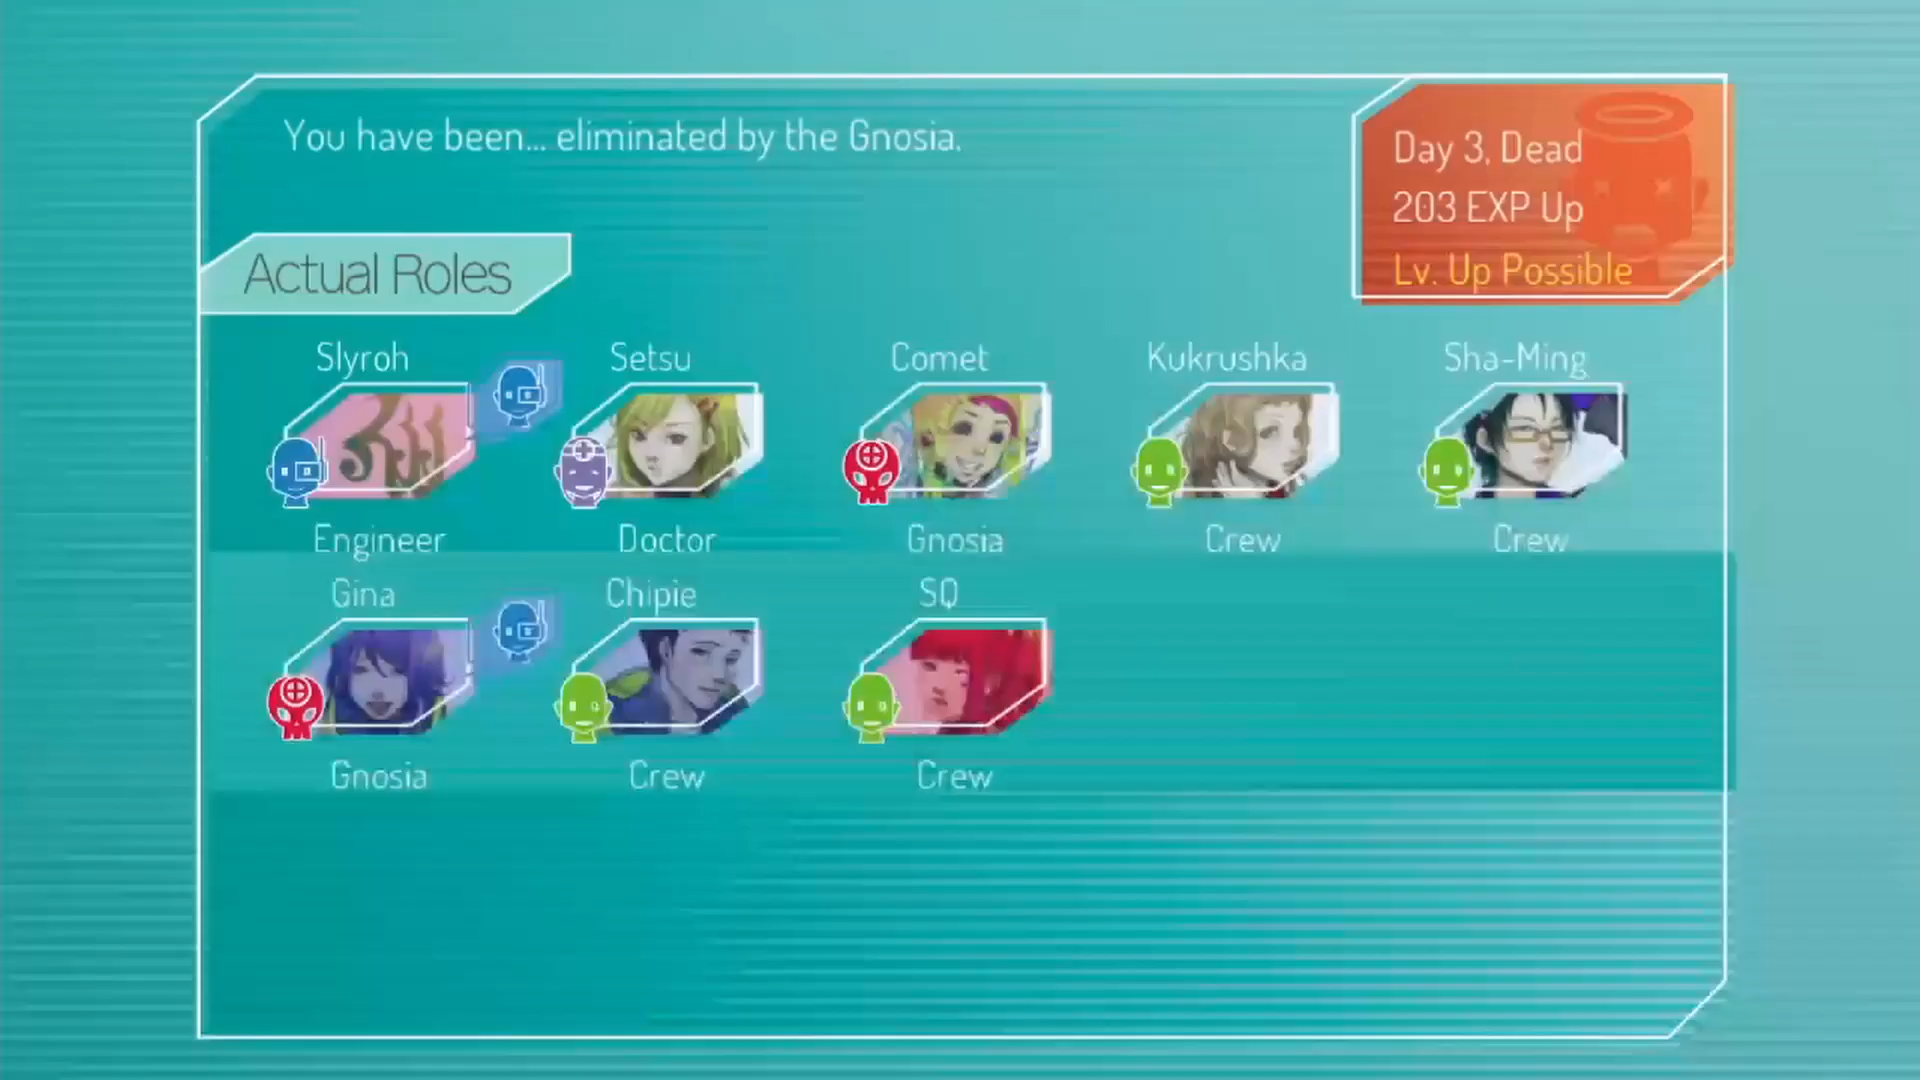 You have been... eliminated by the Gnosia.
Day 3, Dead
203 EXP Up
Lv. Up Possible
Actual Roles
Slyroh Setsu Comet Kukrushka Sha-Ming
Engineer Doctor Gnosia Crew Crew
Gina Chipie SQ
Gnosia Crew Crew